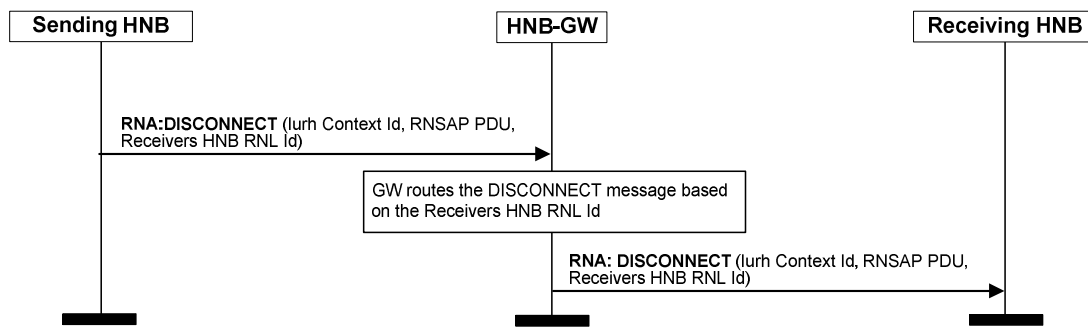 Sending HNB
HNB-GW
Receiving HNB
RNA:DISCONNECT (Iurh Context Id, RNSAP PDU,
Receivers HNB RNL Id)
GW routes the DISCONNECT message based
on the Receivers HNB RNL Id
RNA: DISCONNECT (Iurh Context Id, RNSAP PDU,
Receivers HNB RNL Id)